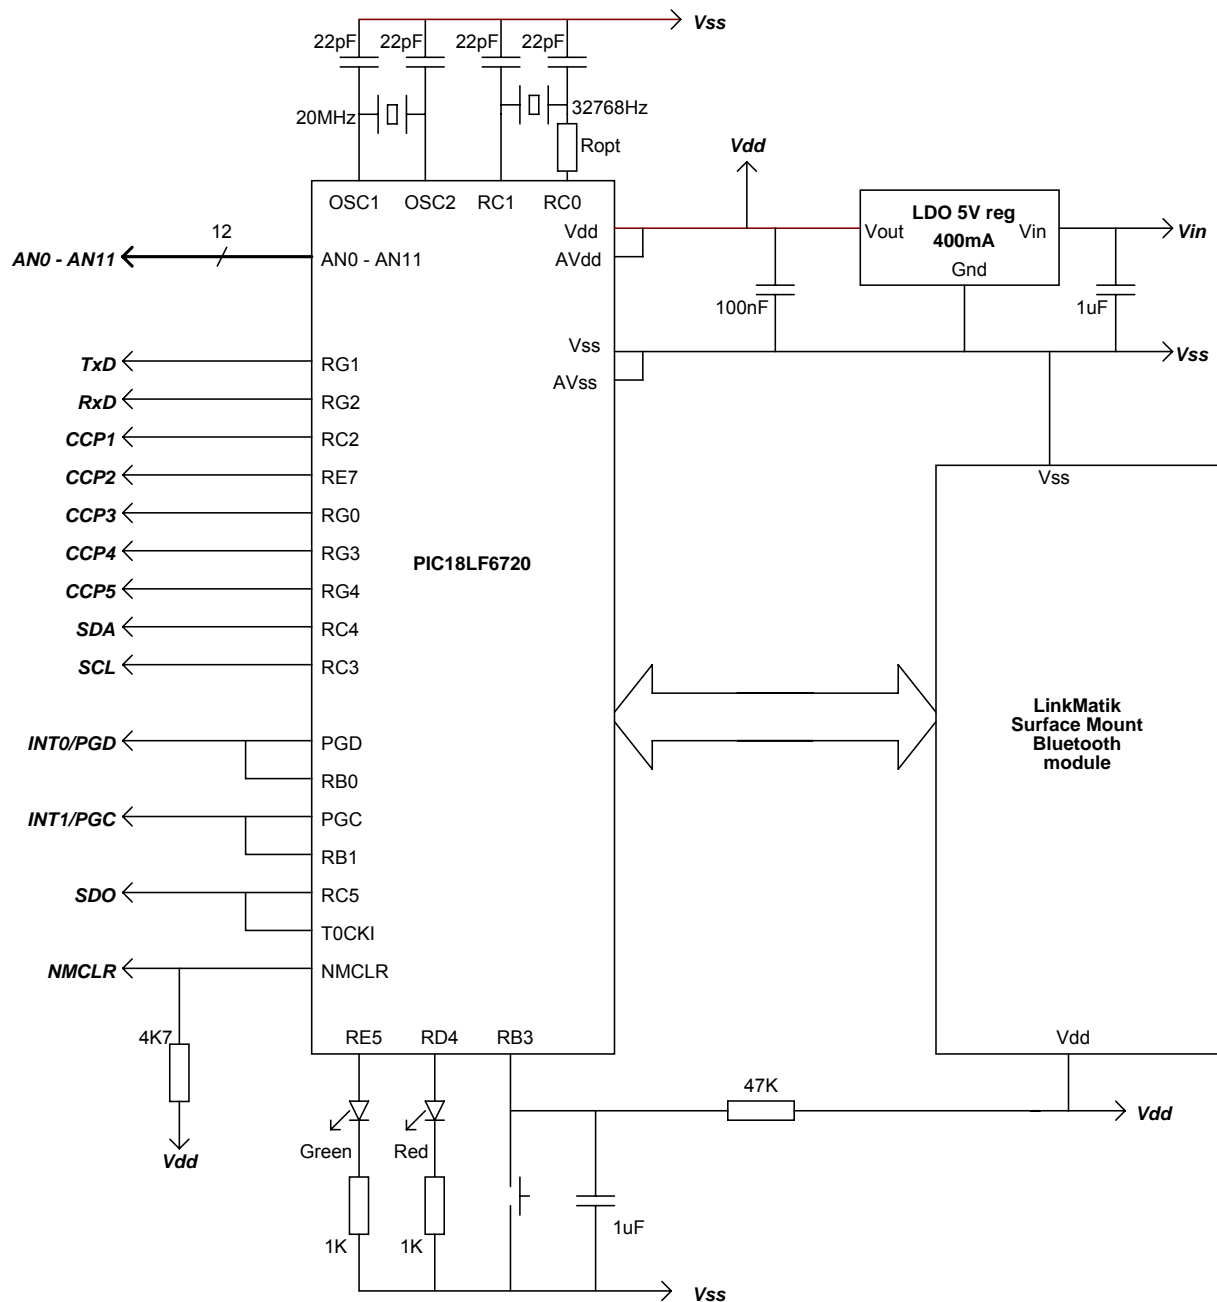 Vss
22pF 22pF 22pF 22pF
20MHz
32768Hz
Ropt
OSC1 OSC2 RC1 RC0
Vdd
LDO 5V reg
400mA
Vout
Vin
Gnd
Vin
Vdd
AVdd
12
AN0 - AN11
AN0 - AN11
100nF
1uF
Vss
AVss
Vss
TxD
RG1
RxD
RG2
CCP1
RC2
CCP2
RE7
CCP3
RG0
CCP4
RG3
CCP5
RG4
SDA
RC4
SCL
RC3
PIC18LF6720
Vss
LinkMatik
Surface Mount
Bluetooth
module
INT0/PGD
PGD
RB0
INT1/PGC
PGC
RB1
SDO
RC5
T0CKI
NMCLR
NMCLR
4K7
Vdd
RE5 RD4 RB3
Vdd
47K
Vdd
Green
Red
1K
1K
1uF
Vss